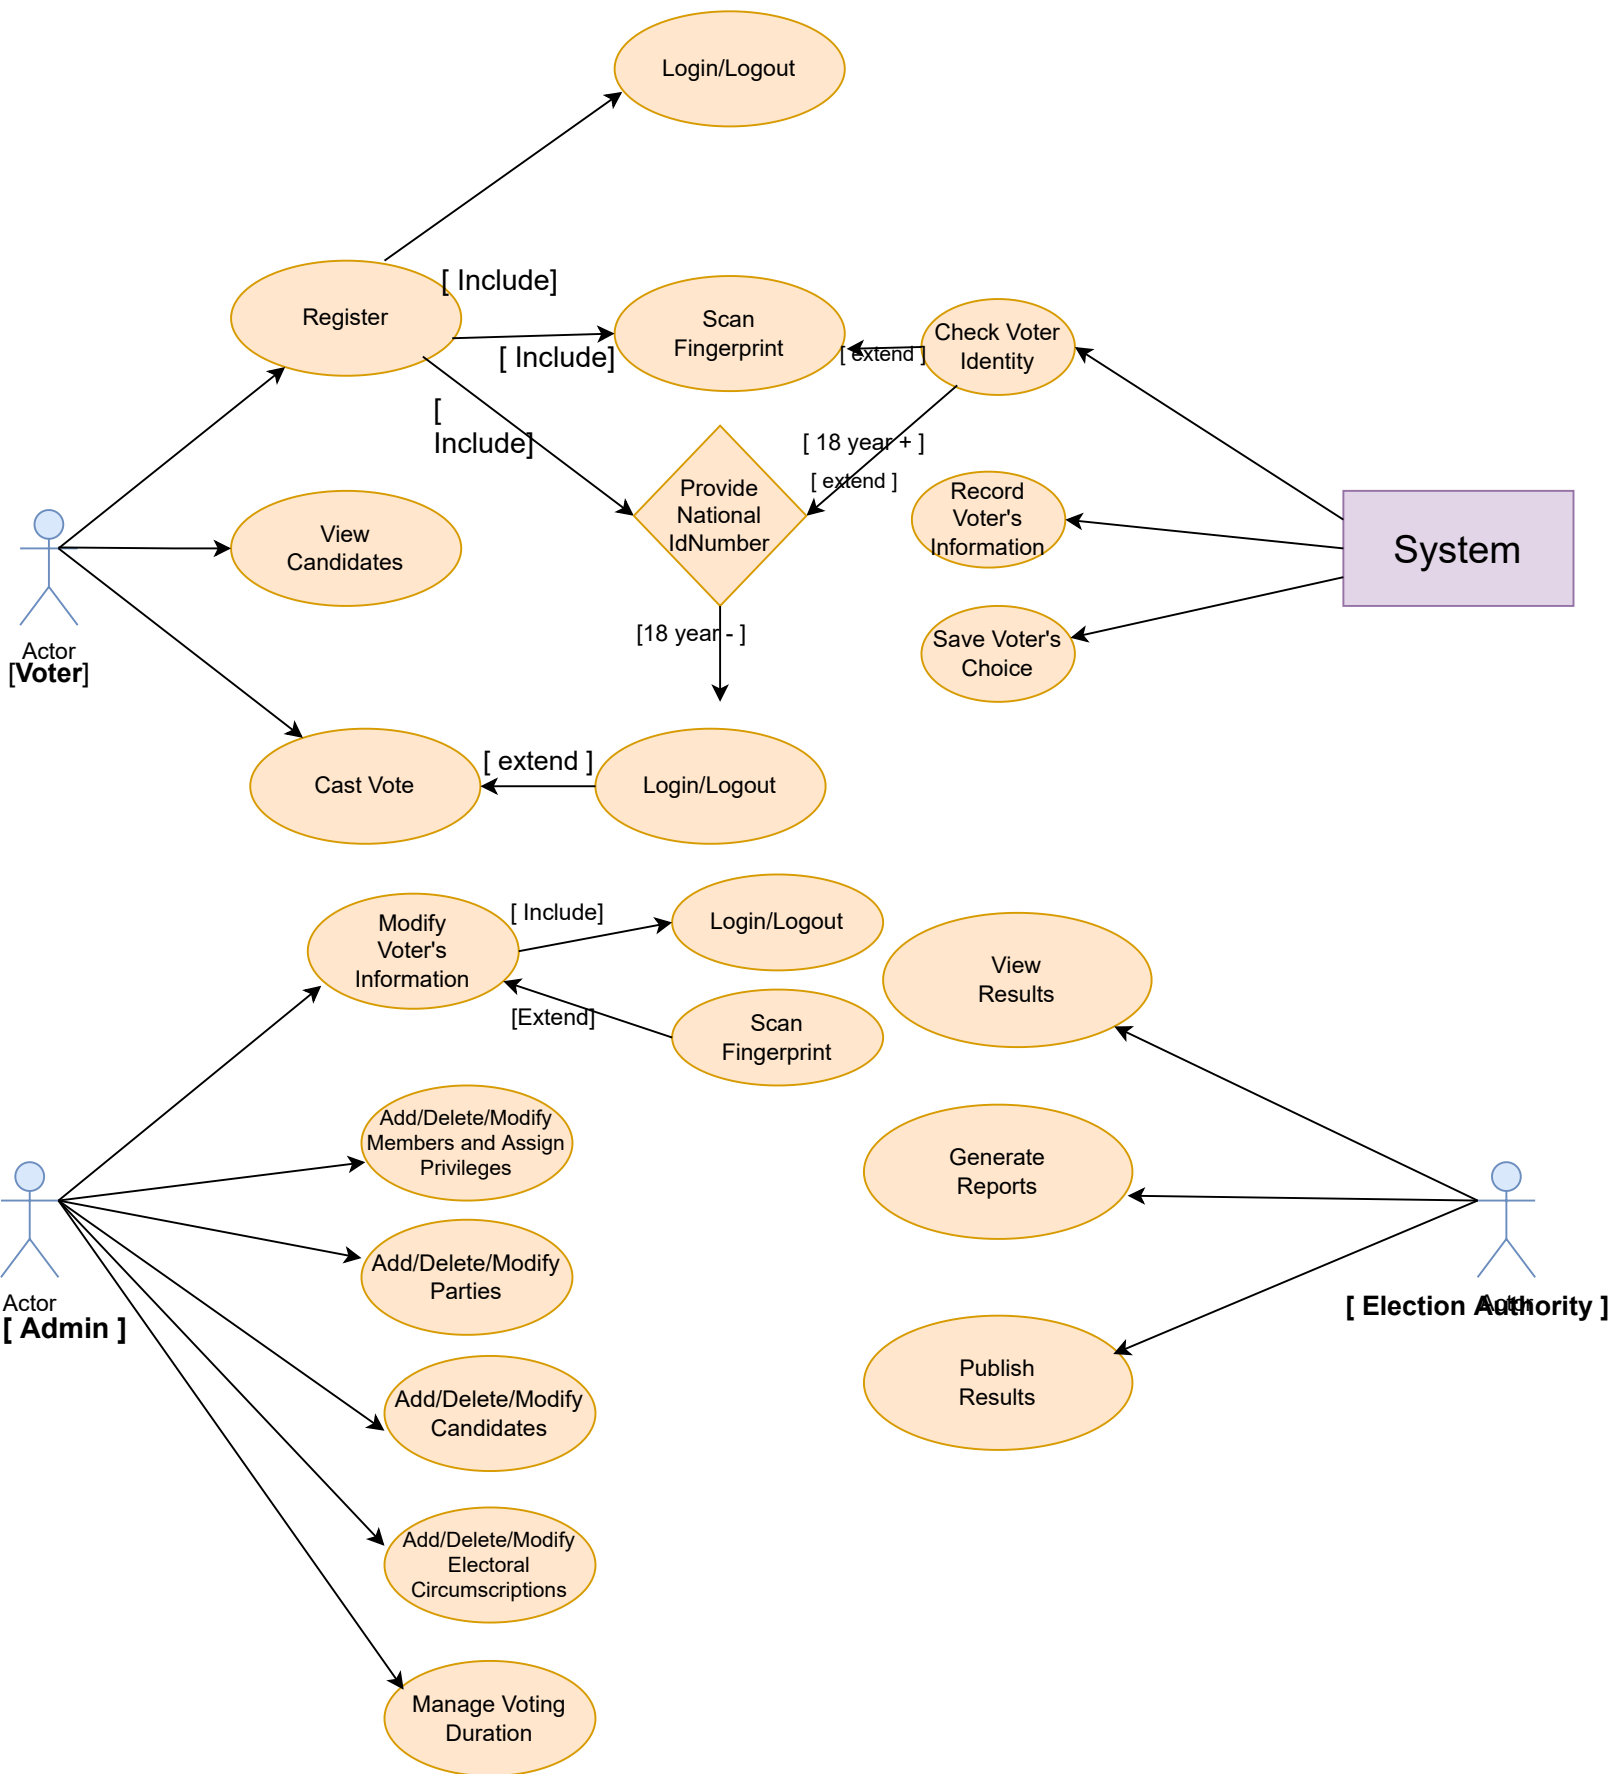 Login/Logout
[ Include]
Register
Scan
Fingerprint
Check Voter
Identity
[ Include]
[ extend ]
[
Include]
[ 18 year + ]
[ extend ]
Provide
National
IdNumber
Record
Voter's
Information
View
Candidates
System
Actor
[Voter]
[18 year - ]
Save Voter's
Choice
Cast Vote
[ extend ]
Login/Logout
Modify
Voter's
Information
[ Include]
Login/Logout
[Extend]
Scan
Fingerprint
View
Results
Add/Delete/Modify
Members and Assign
Privileges
Generate
Reports
Add/Delete/Modify
Parties
Actor
[ Admin ]
Actor
[ Election Authority ]
Add/Delete/Modify
Candidates
Publish
Results
Add/Delete/Modify
Electoral
Circumscriptions
Manage Voting
Duration